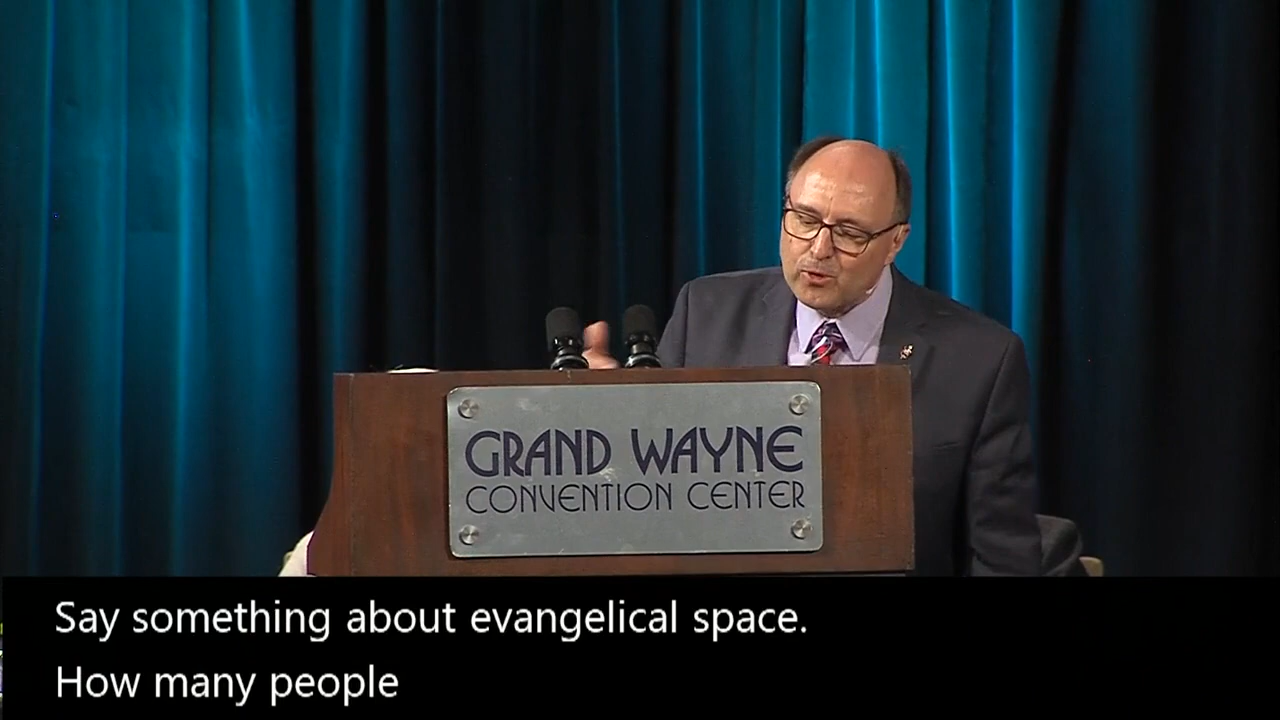 GRAND WAYNE
CONVENTION CENTER
Say something about evangelical space.
How many people